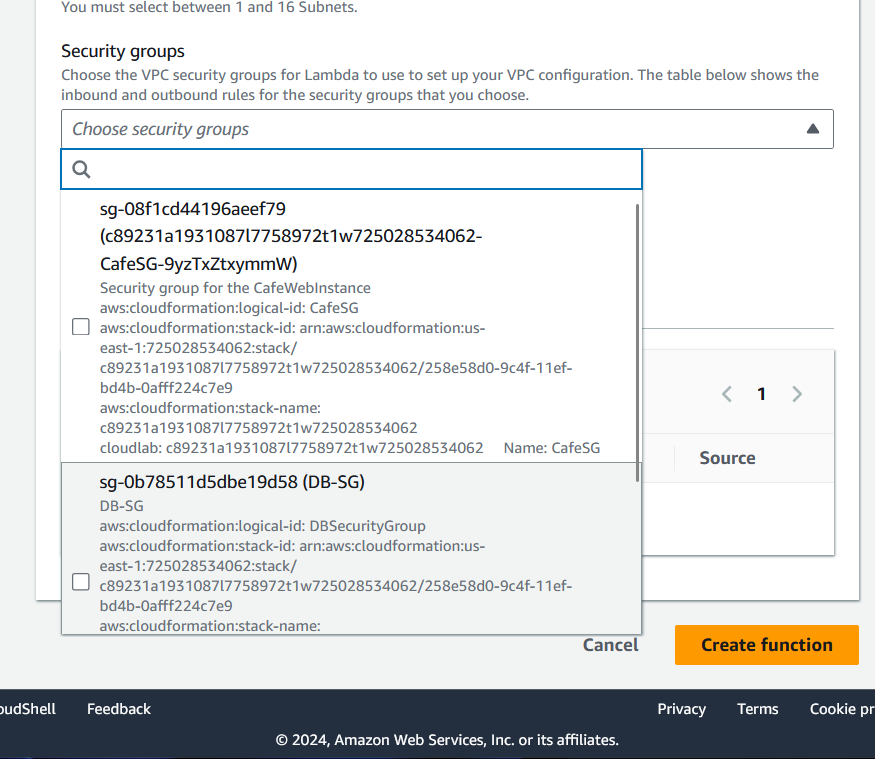 You must select between 1 and 16 Subnets.
Security groups
Choose the VPC security groups for Lambda to use to set up your VPC configuration. The table below shows the
inbound and outbound rules for the security groups that you choose.
Choose security groups
sg-08f1cd44196aeef79
(c89231a1931087l7758972t1w725028534062-
CafeSG-9yzTxZtxymmW)
Security group for the CafeWebInstance
aws:cloudformation:logical-id: CafeSG
aws:cloudformation:stack-id: arn:aws:cloudformation:us-
east-1:725028534062:stack/
c89231a1931087l7758972t1w725028534062/258e58d0-9c4f-11ef-
bd4b-0afff224c7e9
aws:cloudformation:stack-name:
c89231a1931087l7758972t1w725028534062
cloudlab: c89231a1931087l7758972t1w725028534062 Name: CafeSG
1
Source
sg-0b78511d5dbe19d58 (DB-SG)
DB-SG
aws:cloudformation:logical-id: DBSecurityGroup
aws:cloudformation:stack-id: arn:aws:cloudformation:us-
east-1:725028534062:stack/
c89231a1931087l7758972t1w725028534062/258e58d0-9c4f-11ef-
bd4b-0afff224c7e9
aws:cloudformation:stack-name:
Cancel Create function
oudShell Feedback Privacy Terms Cookie pr
© 2024, Amazon Web Services, Inc. or its affiliates.